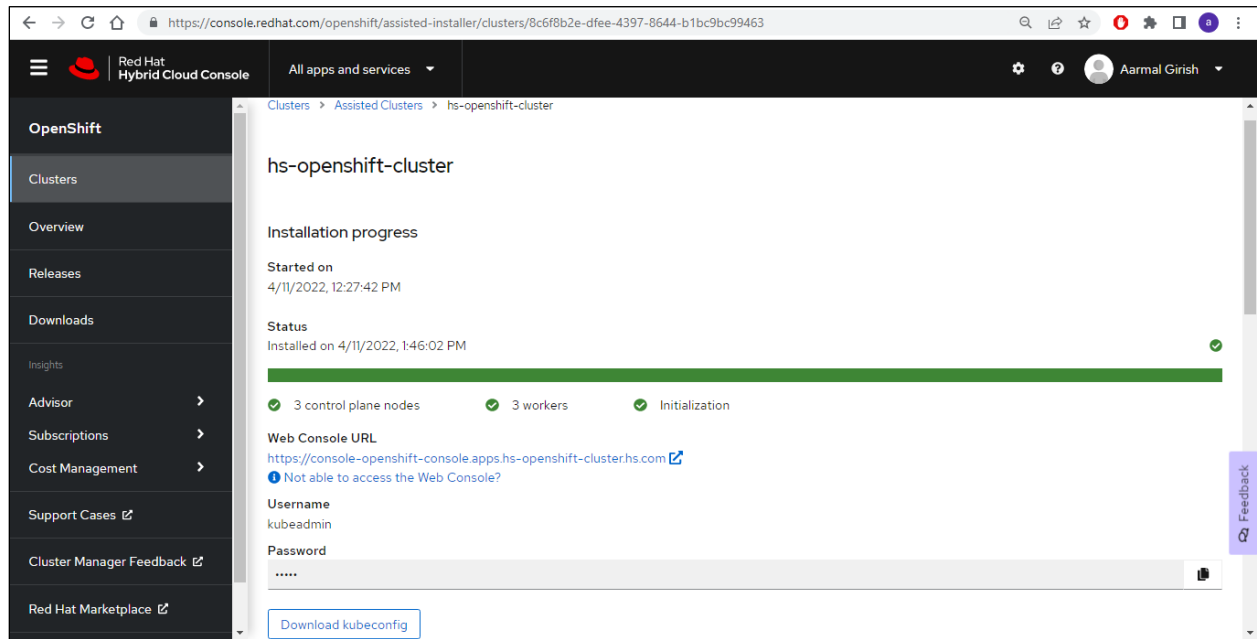 https://console.redhat.com/openshift/assisted-installer/clusters/8c6f8b2e-dfee-4397-8644-b1bc9bc99463
a
Red Hat
Hybrid Cloud Console
All apps and services
Aarmal Girish
OpenShift
Clusters
Overview
Releases
Downloads
Insights
Advisor
Subscriptions
Cost Management
Support Cases
Cluster Manager Feedback
Red Hat Marketplace
Clusters > Assisted Clusters > hs-openshift-cluster
hs-openshift-cluster
Installation progress
Started on
4/11/2022, 12:27:42 PM
Status
Installed on 4/11/2022, 1:46:02 PM
3 control plane nodes 3 workers Initialization
Web Console URL
https://console-openshift-console.apps.hs-openshift-cluster.hs.com
Not able to access the Web Console?
Username
kubeadmin
Password
•••••
Download kubeconfig
Feedback